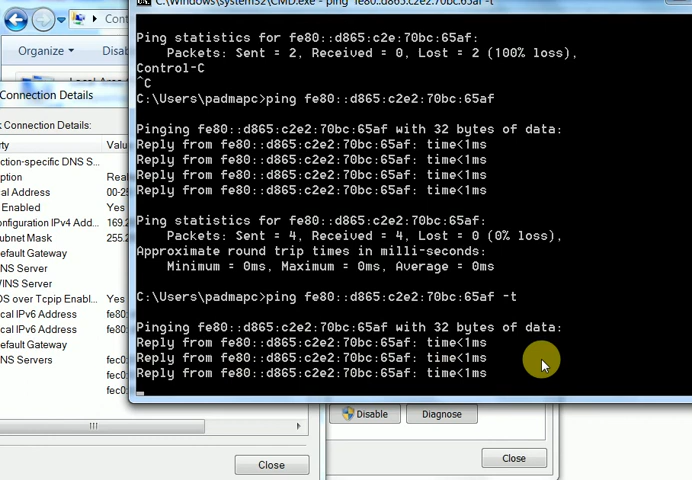 C:\Windows\system32\CMD.exe - ping fe80::d865:c2e2:70bc:65af -t
Cont
Organize
Local Area
Connection Details
k Connection Details:
rty
Valu
ction-specific DNS S...
ption
Real
al Address
00-2
Enabled
Yes
nfiguration IPv4 Add...
169.2
ubnet Mask
255.2
efault Gateway
NS Server
WINS Server
OS over Tcpip Enabl...
Yes
cal IPv6 Address
fe80:
cal IPv6 Address
fe80:
efault Gateway
NS Servers
fec0:
fec0:
fec0:
Close
Ping statistics for fe80::d865:c2e2:70bc:65af:
Packets: Sent = 2, Received = 0, Lost = 2 (100% loss),
Control-C
^C
C:\Users\padmapc>ping fe80::d865:c2e2:70bc:65af
Pinging fe80::d865:c2e2:70bc:65af with 32 bytes of data:
Reply from fe80::d865:c2e2:70bc:65af: time<1ms
Reply from fe80::d865:c2e2:70bc:65af: time<1ms
Reply from fe80::d865:c2e2:70bc:65af: time<1ms
Reply from fe80::d865:c2e2:70bc:65af: time<1ms
Ping statistics for fe80::d865:c2e2:70bc:65af:
Packets: Sent = 4, Received = 4, Lost = 0 (0% loss),
Approximate round trip times in milli-seconds:
Minimum = 0ms, Maximum = 0ms, Average = 0ms
C:\Users\padmapc>ping fe80::d865:c2e2:70bc:65af -t
Pinging fe80::d865:c2e2:70bc:65af with 32 bytes of data:
Reply from fe80::d865:c2e2:70bc:65af: time<1ms
Reply from fe80::d865:c2e2:70bc:65af: time<1ms
Reply from fe80::d865:c2e2:70bc:65af: time<1ms
Disable
Diagnose
Close